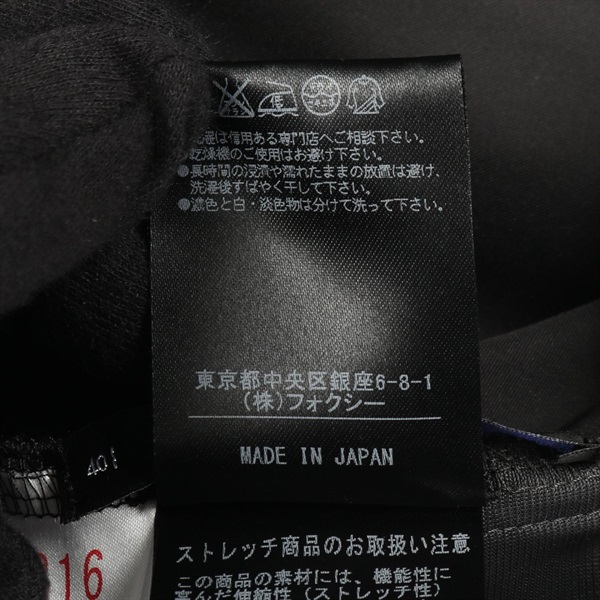 は信用ある専門店へご相談下さい。
●乾燥機のご使用はお避け下さい。
●長時間の浸漬や濡れたままの放置は避け、
洗濯後すばやく干して下さい。
●濃色と白・淡色物は分けて洗って下さい。
東京都中央区銀座6-8-1
(株)フォクシー
MADE IN JAPAN
40
316
ストレッチ商品のお取扱い注意
この商品の素材には、機能性に
富んだ伸縮性(ストレッチ性)